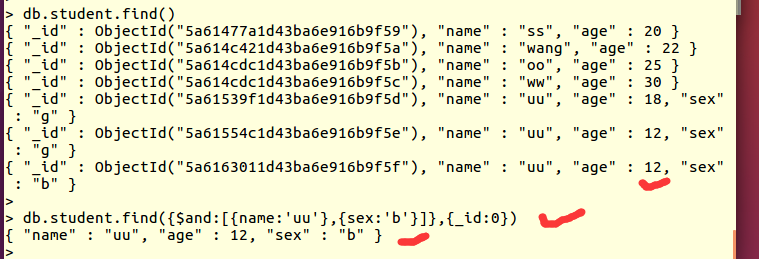 > db.student.find()
{ "_id" : ObjectId("5a61477a1d43ba6e916b9f59"), "name" : "ss", "age" : 20 }
{ "_id" : ObjectId("5a614c421d43ba6e916b9f5a"), "name" : "wang", "age" : 22 }
{ "_id" : ObjectId("5a614cdc1d43ba6e916b9f5b"), "name" : "oo", "age" : 25 }
{ "_id" : ObjectId("5a614cdc1d43ba6e916b9f5c"), "name" : "ww", "age" : 30 }
{ "_id" : ObjectId("5a61539f1d43ba6e916b9f5d"), "name" : "uu", "age" : 18, "sex"
: "g" }
{ "_id" : ObjectId("5a61554c1d43ba6e916b9f5e"), "name" : "uu", "age" : 12, "sex"
: "g" }
{ "_id" : ObjectId("5a6163011d43ba6e916b9f5f"), "name" : "uu", "age" : 12, "sex"
: "b" }
>
> db.student.find({$and:[{name:'uu'},{sex:'b'}]},{_id:0})
{ "name" : "uu", "age" : 12, "sex" : "b" }
>